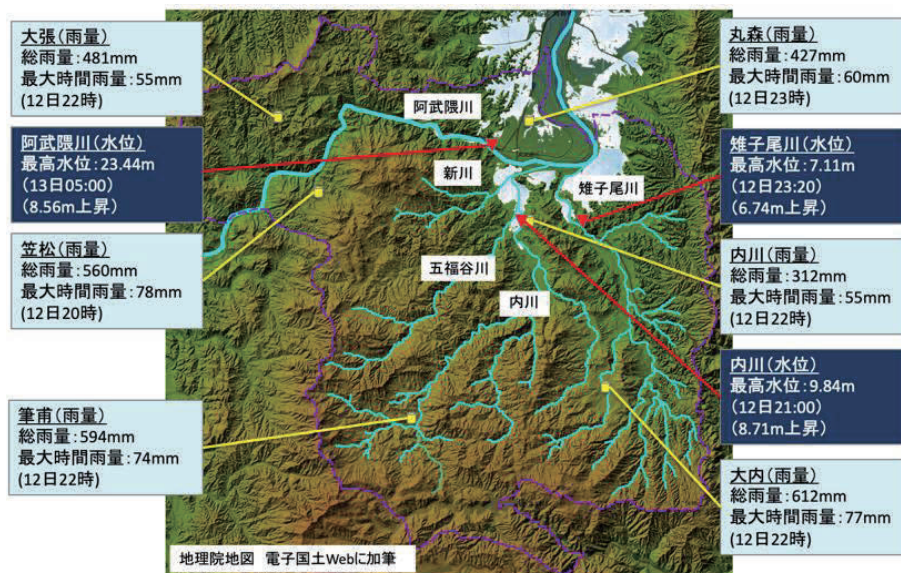 大張(雨量)
総雨量:481mm
最大時間雨量:55mm
(12日22時)
阿武隈川(水位)
最高水位:23.44m
(13日05:00)
(8.56m上昇)
笠松(雨量)
総雨量:560mm
最大時間雨量:78mm
(12日20時)
筆甫(雨量)
総雨量:594mm
最大時間雨量:74mm
(12日22時)
阿武隈川
新川
雉子尾川
五福谷川
内川
地理院地図 電子国土Webに加筆
丸森(雨量)
総雨量:427mm
最大時間雨量:60mm
(12日23時)
雉子尾川(水位)
最高水位:7.11m
(12日23:20)
(6.74m上昇)
内川(雨量)
総雨量:312mm
最大時間雨量:55mm
(12日22時)
内川(水位)
最高水位:9.84m
(12日21:00)
(8.71m上昇)
大内(雨量)
総雨量:612mm
最大時間雨量:77mm
(12日22時)